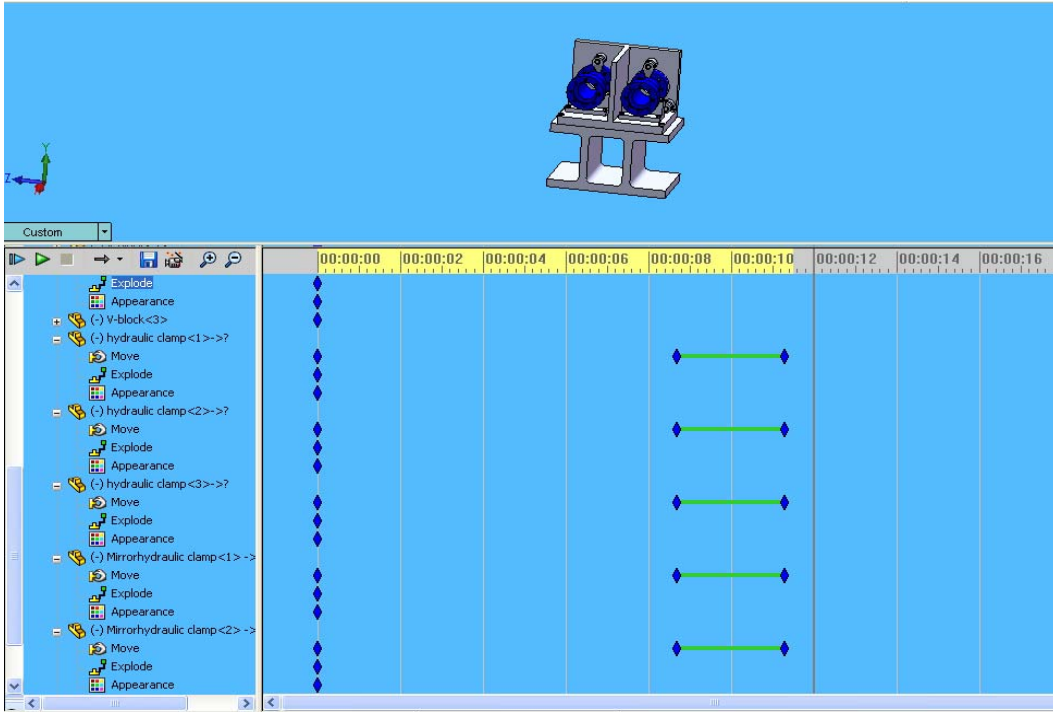 Y
Z
Custom
00:00:00 00:00:02 00:00:04 00:00:06 00:00:08 00:00:10 00:00:12 00:00:14 00:00:16
Explode
Appearance
(-) V-block<3>
(-) hydraulic clamp<1>->?
Move
Explode
Appearance
(-) hydraulic clamp<2>->?
Move
Explode
Appearance
(-) hydraulic clamp<3>->?
Move
Explode
Appearance
(-) Mirrorhydraulic clamp<1> ->
Move
Explode
Appearance
(-) Mirrorhydraulic clamp<2> ->
Move
Explode
Appearance